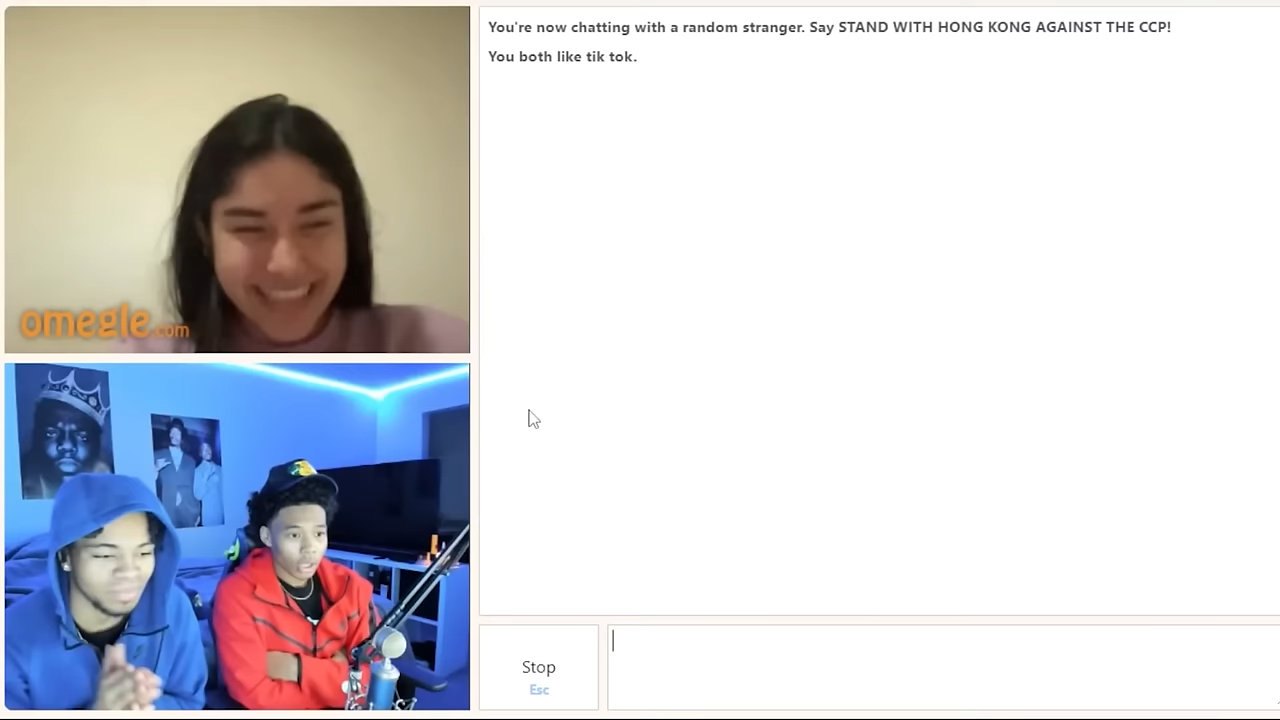 You're now chatting with a random stranger. Say STAND WITH HONG KONG AGAINST THE CCP!
You both like tik tok.
omegle.com
Stop
Esc